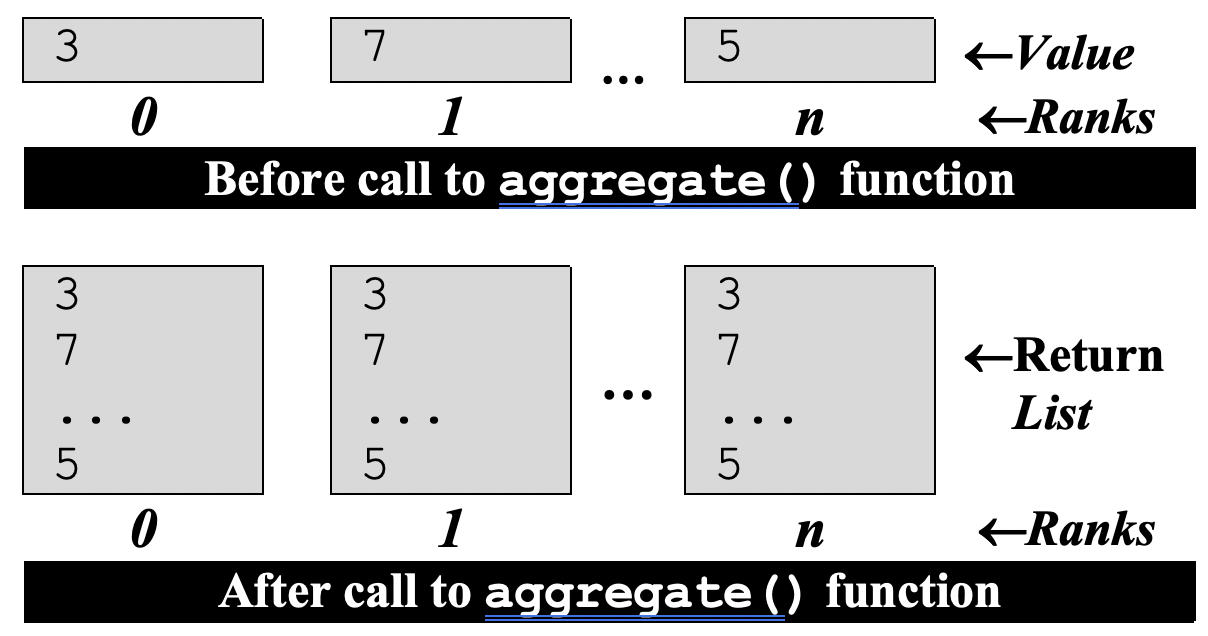 3 7 ... 5 ←Value
0 1 n ←Ranks
Before call to aggregate() function
3 3 3
7 7 7 ←Return
... ... ... ... List
5 5 5
0 1 n ←Ranks
After call to aggregate() function